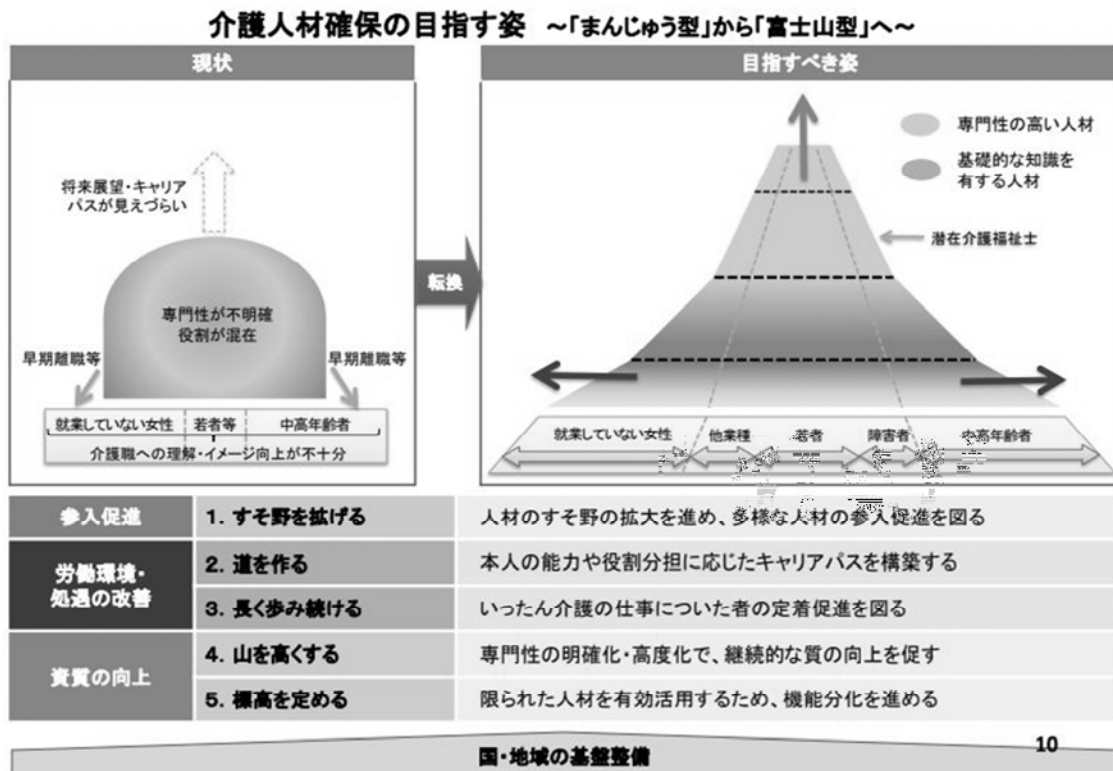 介護人材確保の目指す姿 ～「まんじゅう型」から「富士山型」へ～
現状
将来展望・キャリア
パスが見えづらい
専門性が不明確
役割が混在
早期離職等
早期離職等
就業していない女性
若者等
中高年齢者
介護職への理解・イメージ向上が不十分
転換
目指すべき姿
専門性の高い人材
基礎的な知識を
有する人材
潜在介護福祉士
就業していない女性
他業種
若者
障害者
中高年齢者
参入促進
1. すそ野を拡げる
人材のすそ野の拡大を進め、多様な人材の参入促進を図る
労働環境・
処遇の改善
2. 道を作る
本人の能力や役割分担に応じたキャリアパスを構築する
3. 長く歩み続ける
いったん介護の仕事についた者の定着促進を図る
資質の向上
4. 山を高くする
専門性の明確化・高度化で、継続的な質の向上を促す
5. 標高を定める
限られた人材を有効活用するため、機能分化を進める
国・地域の基盤整備
10